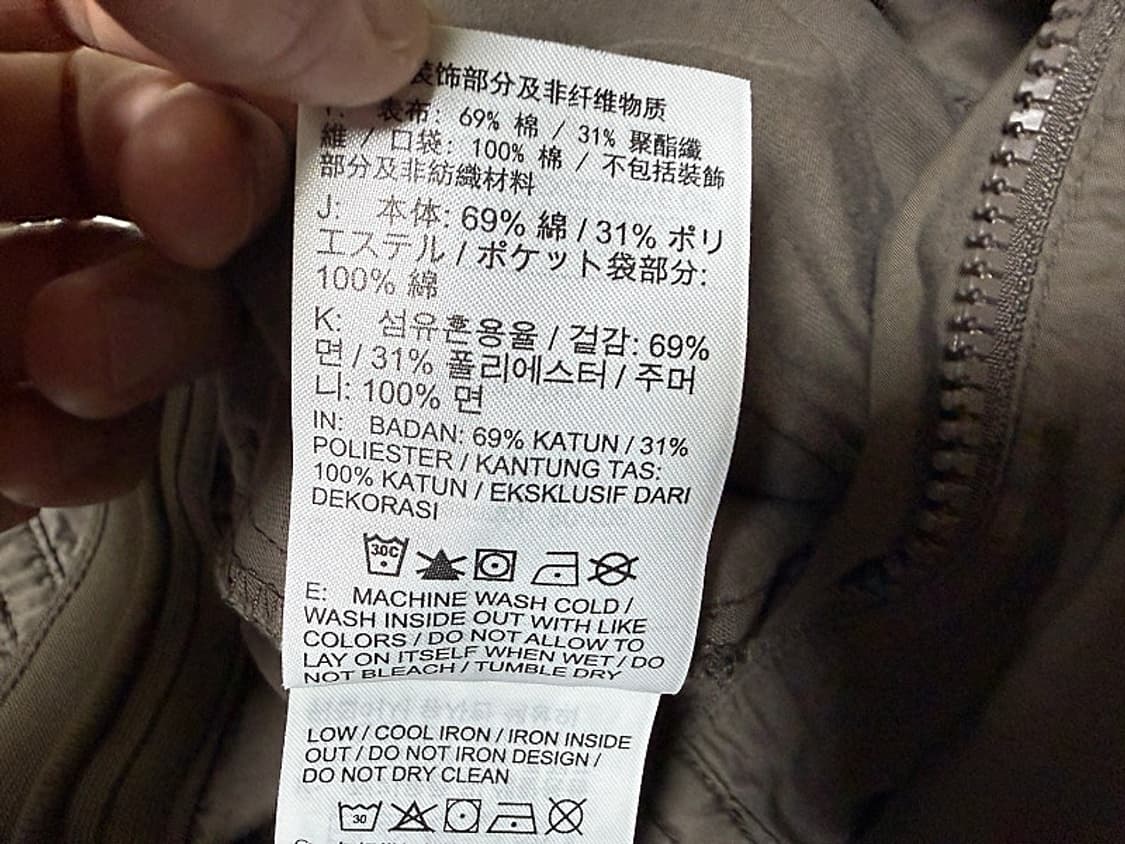 装饰部分及非纤维物质
表布: 69% 棉 / 31% 聚酯纖
維 / 口袋: 100% 棉 / 不包括裝飾
部分及非紡織材料
J: 本体: 69% 綿 / 31% ポリ
エステル / ポケット袋部分:
100% 綿
K: 섬유혼용율 / 겉감: 69%
면 / 31% 폴리에스터 / 주머
니: 100% 면
IN: BADAN: 69% KATUN / 31%
POLIESTER / KANTUNG TAS:
100% KATUN / EKSKLUSIF DARI
DEKORASI
30C
E: MACHINE WASH COLD /
WASH INSIDE OUT WITH LIKE
COLORS / DO NOT ALLOW TO
LAY ON ITSELF WHEN WET / DO
NOT BLEACH / TUMBLE DRY
LOW / COOL IRON / IRON INSIDE
OUT / DO NOT IRON DESIGN /
DO NOT DRY CLEAN
30